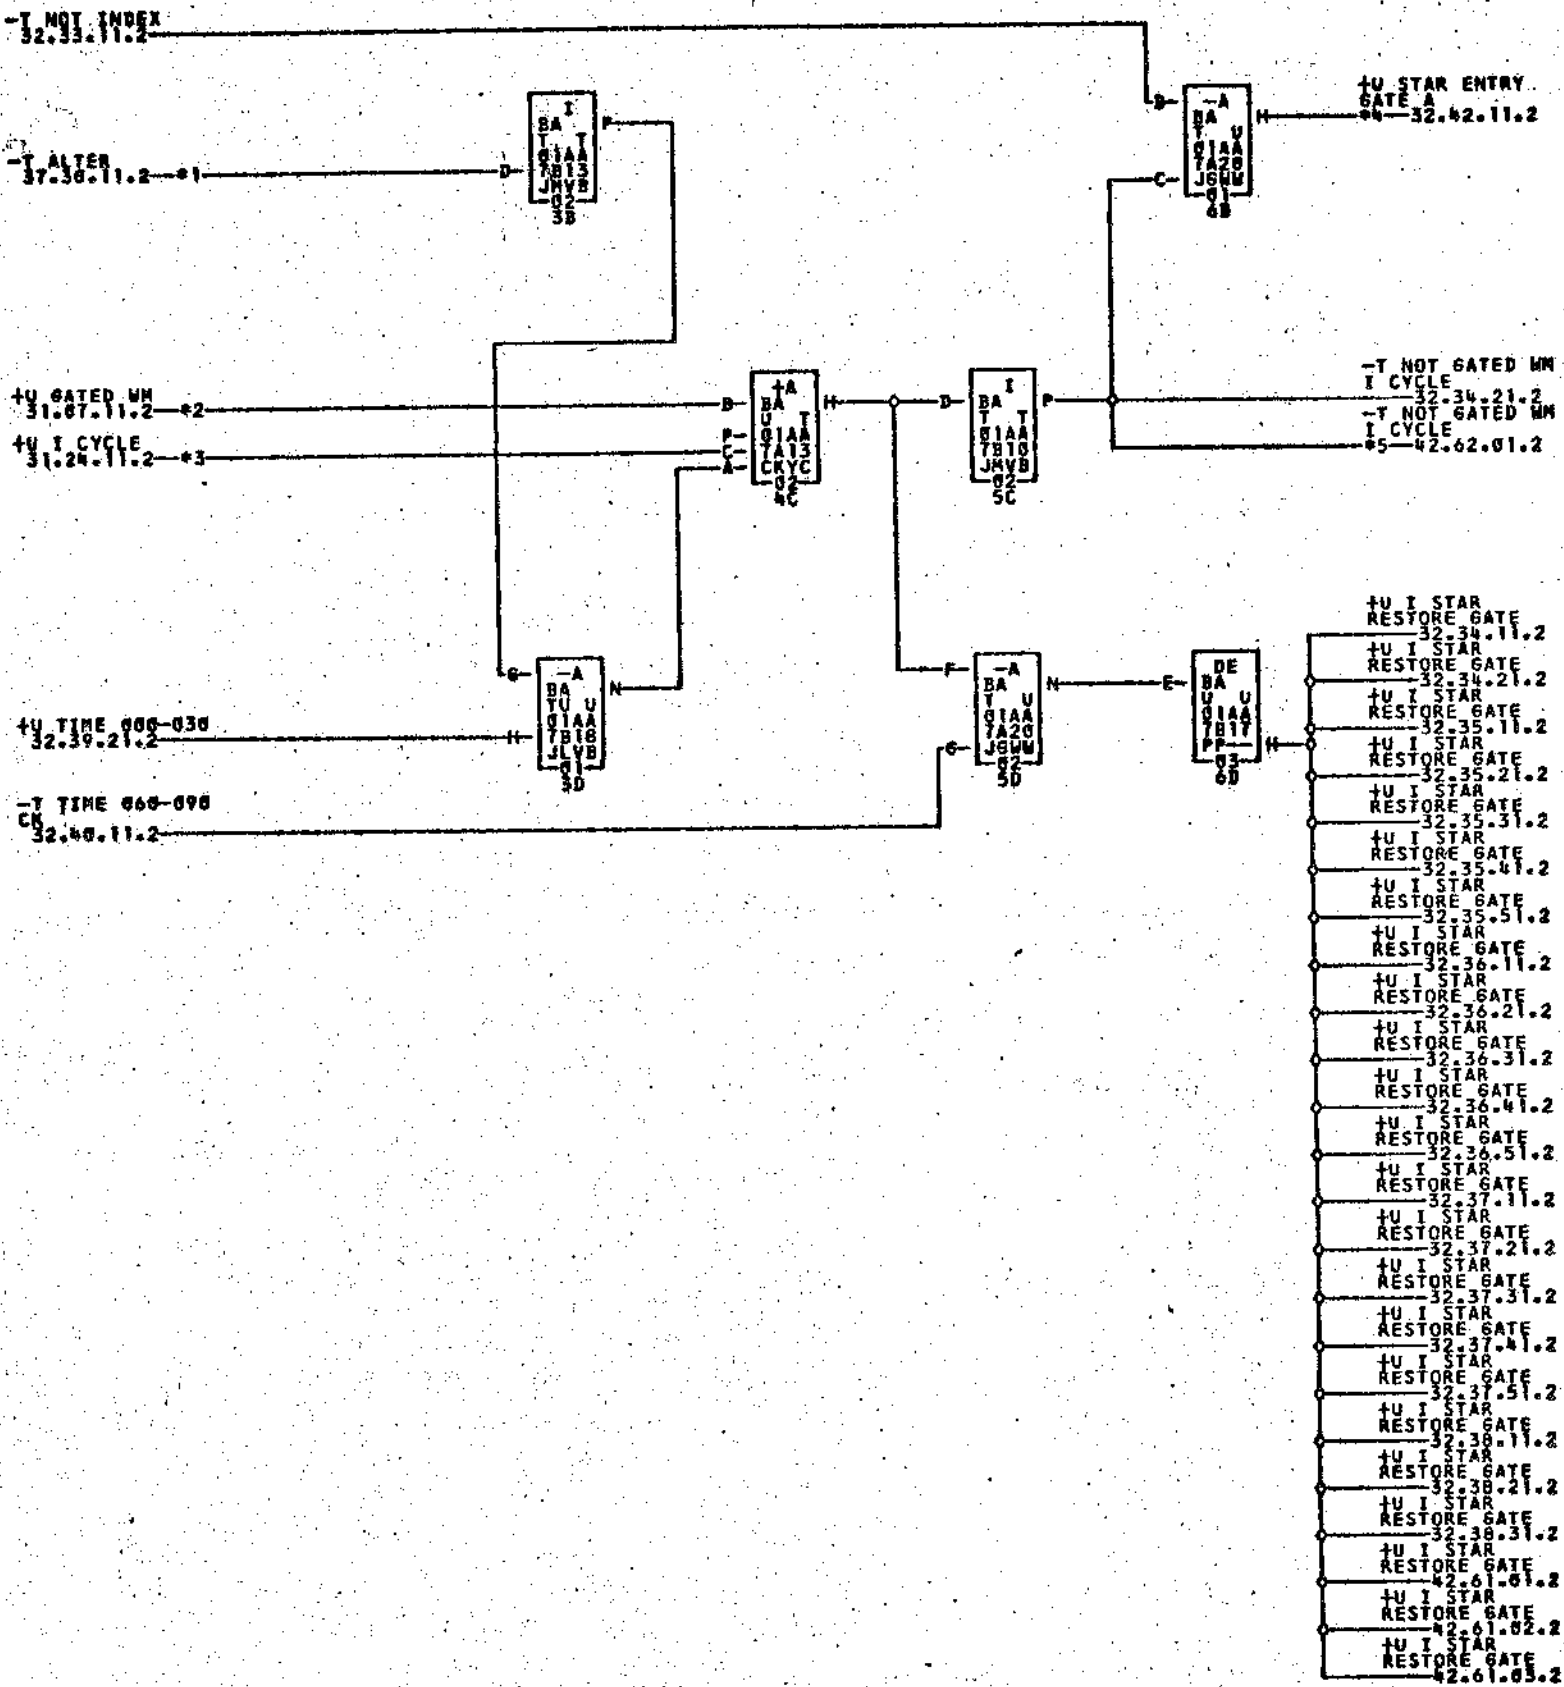 -T NOT INDEX
32.33.11.2
-T ALTER
37.30.11.2—*1
+U GATED WM
31.67.11.2—*2
+U I CYCLE
31.24.11.2—*3
+U TIME 000-030
32.39.21.2
-T TIME 060-090
CK
32.40.11.2
D
I
BA
T T
01AA
7B13
JMVB
02
3B
P
B
P
C
A
+A
BA
U T
01AA
7A13
CKYC
02
4C
H
D
I
BA
T T
01AA
7B10
JMVB
02
5C
P
B
C
-A
BA
T U
01AA
7A20
JGWW
01
6B
H
G
H
-A
BA
TU U
01AA
7B18
JLVB
01
3D
N
F
G
-A
BA
T U
01AA
7A20
JGWW
02
5D
N
E
DE
BA
U U
01AA
7B17
PP--
03
6D
H
+U STAR ENTRY
GATE A
*4—32.42.11.2
-T NOT GATED WM
I CYCLE
32.34.21.2
-T NOT GATED WM
I CYCLE
*5—42.62.01.2
+U I STAR
RESTORE GATE
32.34.11.2
+U I STAR
RESTORE GATE
32.34.21.2
+U I STAR
RESTORE GATE
32.35.11.2
+U I STAR
RESTORE GATE
32.35.21.2
+U I STAR
RESTORE GATE
32.35.31.2
+U I STAR
RESTORE GATE
32.35.41.2
+U I STAR
RESTORE GATE
32.35.51.2
+U I STAR
RESTORE GATE
32.36.11.2
+U I STAR
RESTORE GATE
32.36.21.2
+U I STAR
RESTORE GATE
32.36.31.2
+U I STAR
RESTORE GATE
32.36.41.2
+U I STAR
RESTORE GATE
32.36.51.2
+U I STAR
RESTORE GATE
32.37.11.2
+U I STAR
RESTORE GATE
32.37.21.2
+U I STAR
RESTORE GATE
32.37.31.2
+U I STAR
RESTORE GATE
32.37.41.2
+U I STAR
RESTORE GATE
32.37.51.2
+U I STAR
RESTORE GATE
32.38.11.2
+U I STAR
RESTORE GATE
32.38.21.2
+U I STAR
RESTORE GATE
32.38.31.2
+U I STAR
RESTORE GATE
42.61.01.2
+U I STAR
RESTORE GATE
42.61.02.2
+U I STAR
RESTORE GATE
42.61.03.2